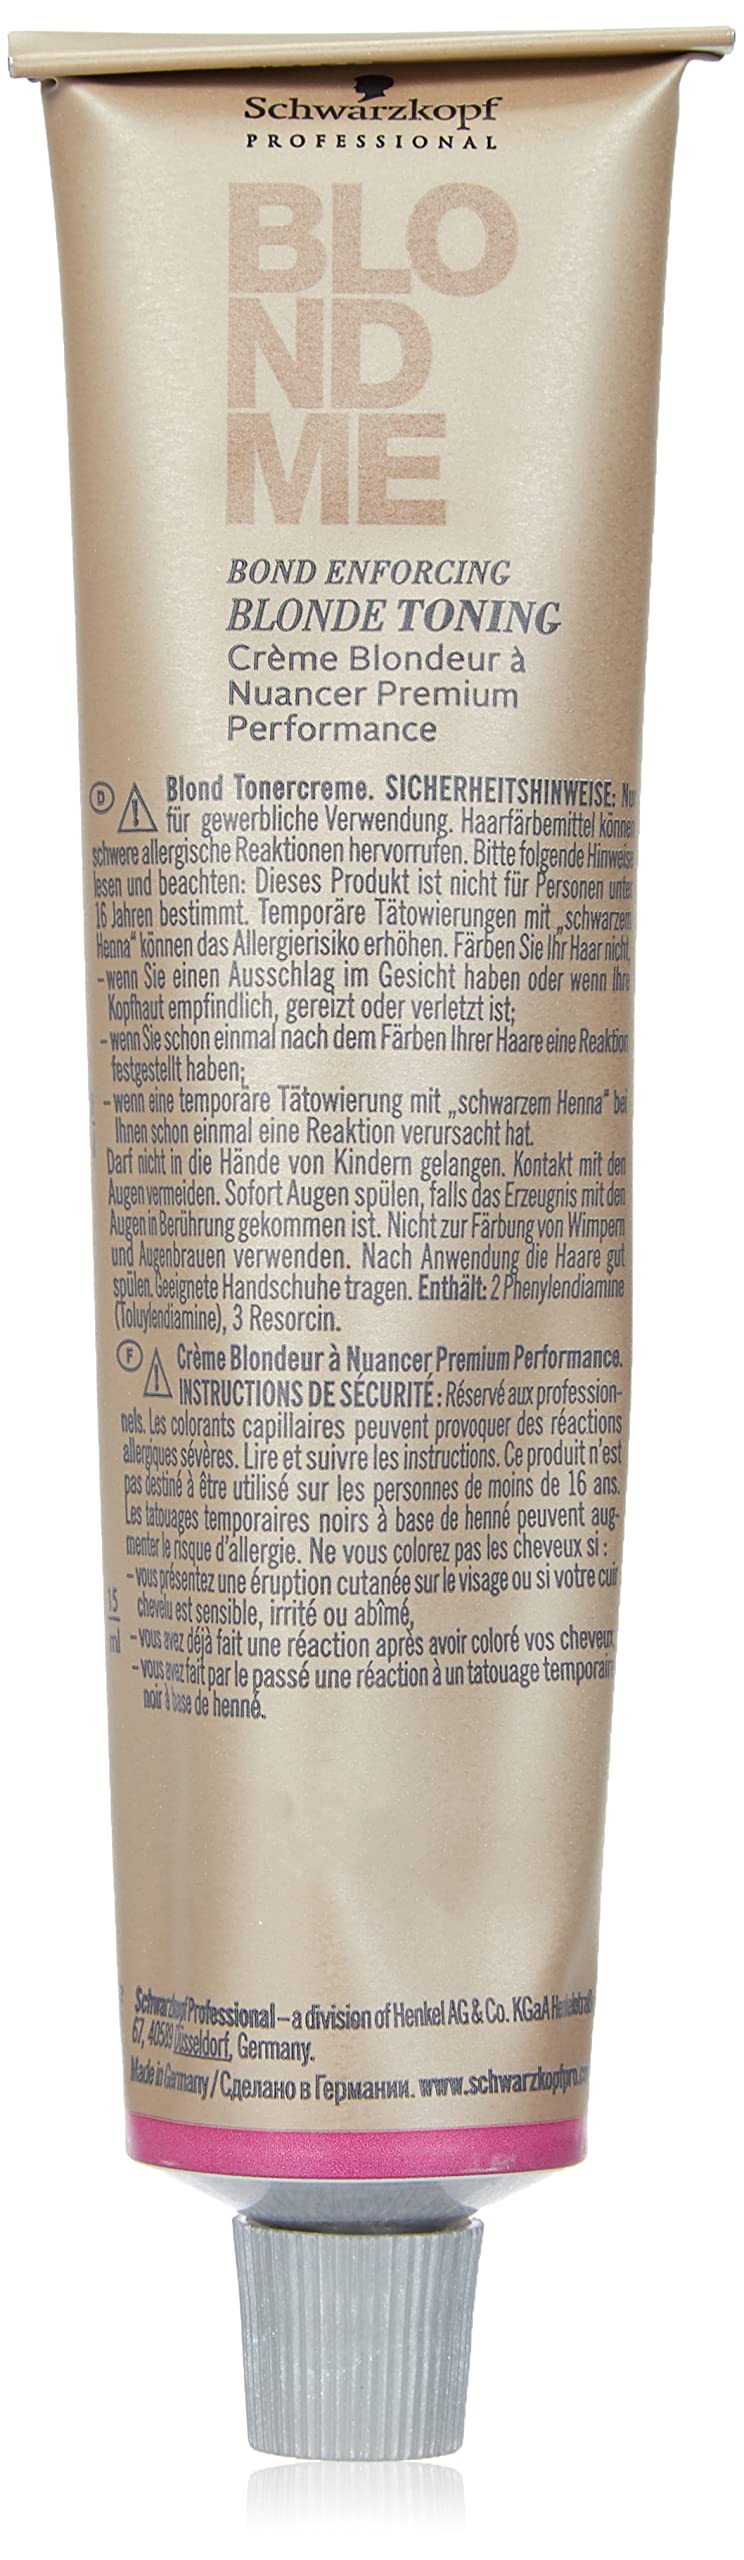 Schwarzkopf
PROFESSIONAL
BLO
ND
ME
BOND ENFORCING
BLONDE TONING
Crème Blondeur à
Nuancer Premium
Performance
D Blond Tonercreme. SICHERHEITSHINWEISE: Nur
für gewerbliche Verwendung. Haarfärbemittel können
schwere allergische Reaktionen hervorrufen. Bitte folgende Hinweise
lesen und beachten: Dieses Produkt ist nicht für Personen unter
16 Jahren bestimmt. Temporäre Tätowierungen mit „schwarzem
Henna“ können das Allergierisiko erhöhen. Färben Sie Ihr Haar nicht,
-wenn Sie einen Ausschlag im Gesicht haben oder wenn Ihre
Kopfhaut empfindlich, gereizt oder verletzt ist;
-wenn Sie schon einmal nach dem Färben Ihrer Haare eine Reaktion
festgestellt haben;
-wenn eine temporäre Tätowierung mit „schwarzem Henna“ bei
Ihnen schon einmal eine Reaktion verursacht hat.
Darf nicht in die Hände von Kindern gelangen. Kontakt mit den
Augen vermeiden. Sofort Augen spülen, falls das Erzeugnis mit den
Augen in Berührung gekommen ist. Nicht zur Färbung von Wimpern
und Augenbrauen verwenden. Nach Anwendung die Haare gut
spülen. Geeignete Handschuhe tragen. Enthält: 2 Phenylendiamine
(Toluylendiamine), 3 Resorcin.
F Crème Blondeur à Nuancer Premium Performance.
INSTRUCTIONS DE SÉCURITÉ: Réservé aux profession-
nels. Les colorants capillaires peuvent provoquer des réactions
allergiques sévères. Lire et suivre les instructions. Ce produit n'est
pas destiné à être utilisé sur les personnes de moins de 16 ans.
Les tatouages temporaires noirs à base de henné peuvent aug-
menter le risque d'allergie. Ne vous colorez pas les cheveux si :
-vous présentez une éruption cutanée sur le visage ou si votre cuir
chevelu est sensible, irrité ou abîmé,
-vous avez déjà fait une réaction après avoir coloré vos cheveux,
-vous avez fait par le passé une réaction à un tatouage temporaire
noir à base de henné.
15
ml
Schwarzkopf Professional – a division of Henkel AG & Co. KGaA Henkelstraße
67, 40589 Düsseldorf, Germany.
Made in Germany / Сделано в Германии. www.schwarzkopfpro.com